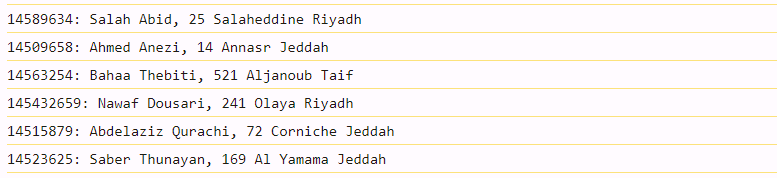 14589634: Salah Abid, 25 Salaheddine Riyadh
14509658: Ahmed Anezi, 14 Annasr Jeddah
14563254: Bahaa Thebiti, 521 Aljanoub Taif
145432659: Nawaf Dousari, 241 Olaya Riyadh
14515879: Abdelaziz Qurachi, 72 Corniche Jeddah
14523625: Saber Thunayan, 169 Al Yamama Jeddah